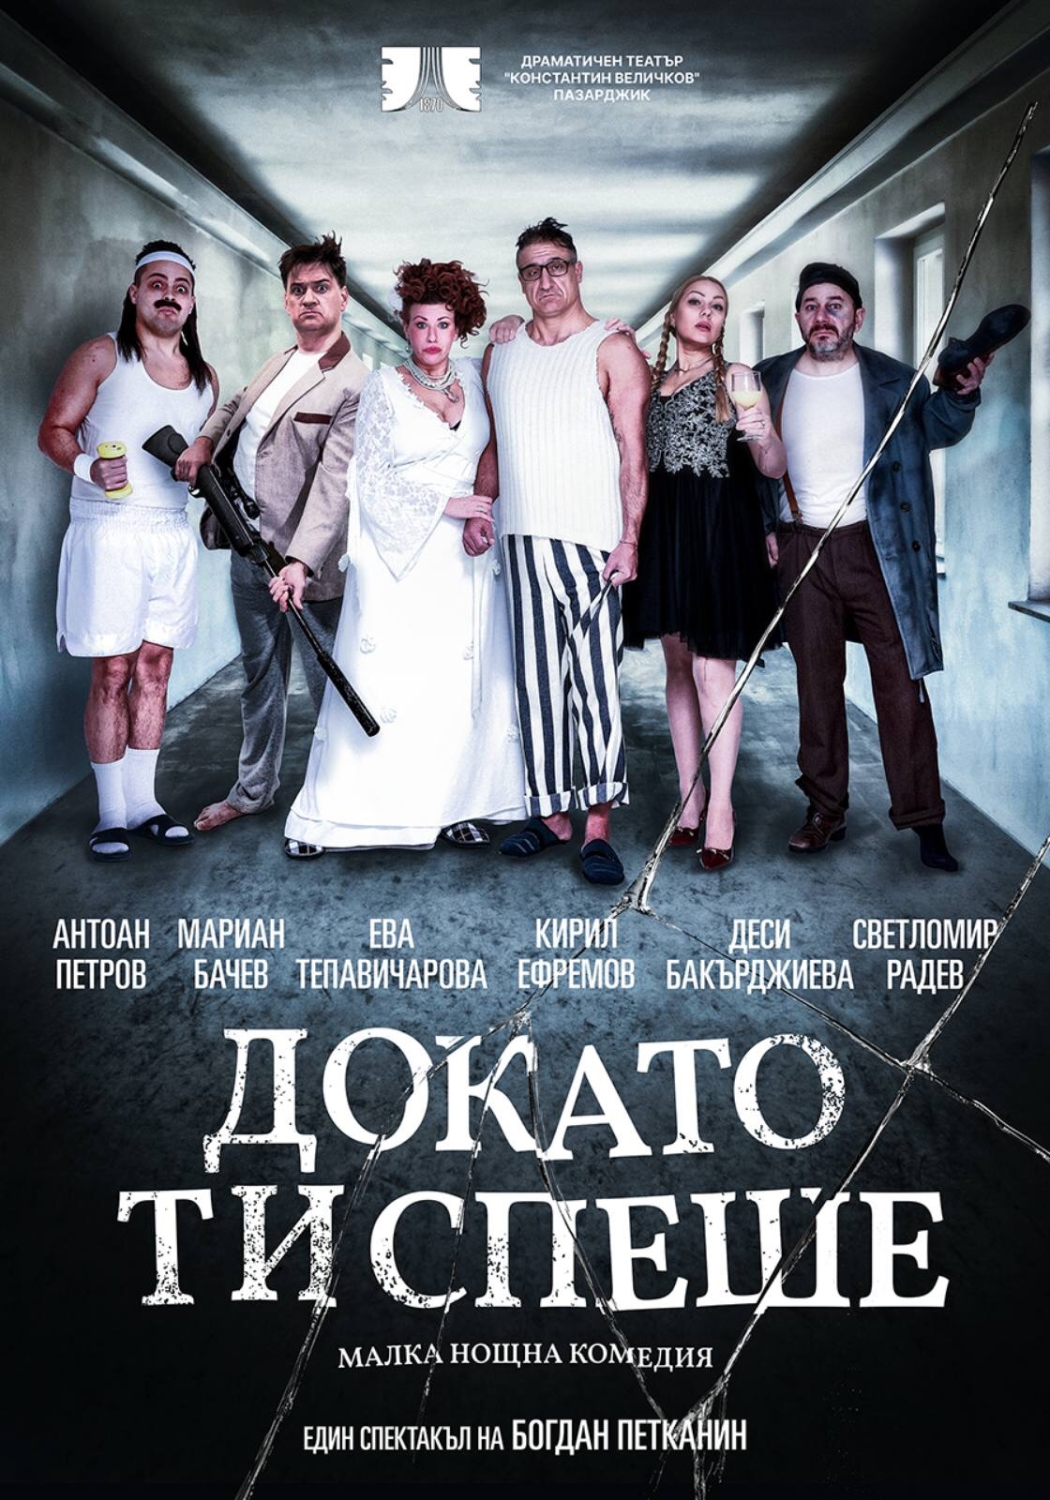 ДРАМАТИЧЕН ТЕАТЪР
"КОНСТАНТИН ВЕЛИЧКОВ"
ПАЗАРДЖИК
1870
АНТОАН ПЕТРОВ
МАРИАН БАЧЕВ
ЕВА ТЕПАВИЧАРОВА
КИРИЛ ЕФРЕМОВ
ДЕСИ БАКЪРДЖИЕВА
СВЕТЛОМИР РАДЕВ
ДОКАТО
ТИ СПЕШЕ
МАЛКА НОЩНА КОМЕДИЯ
ЕДИН СПЕКТАКЪЛ НА БОГДАН ПЕТКАНИН